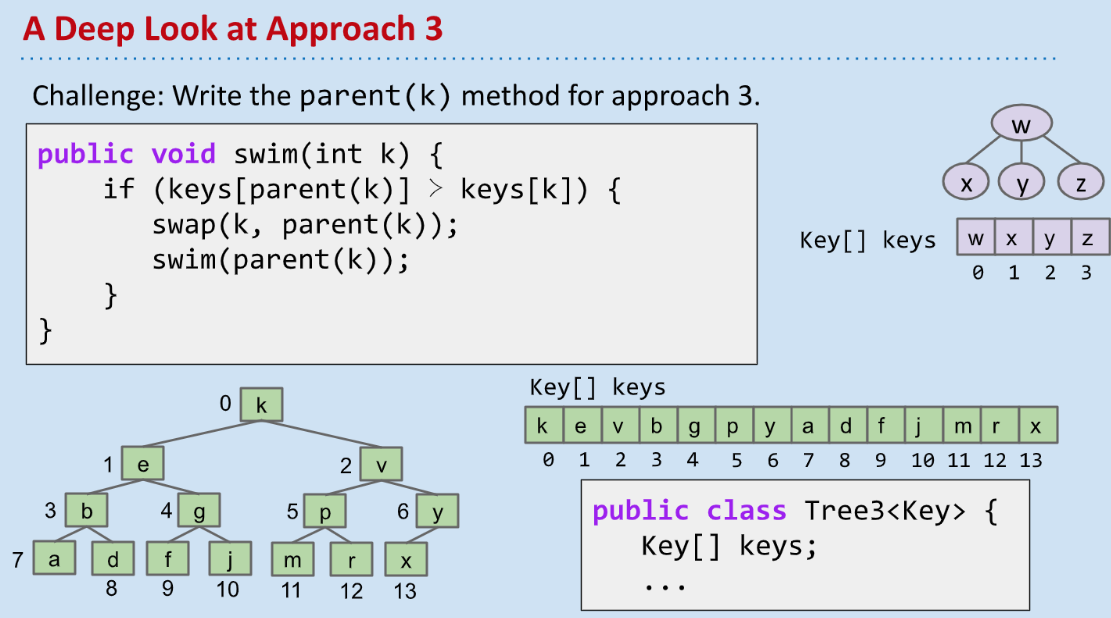 A Deep Look at Approach 3
Challenge: Write the parent(k) method for approach 3.
public void swim(int k) {
if (keys[parent(k)] > keys[k]) {
swap(k, parent(k));
swim(parent(k));
}
}
w
x y z
Key[] keys
w x y z
0 1 2 3
0 k
1 e 2 v
3 b 4 g 5 p 6 y
7 a d f j m r x
8 9 10 11 12 13
Key[] keys
k e v b g p y a d f j m r x
0 1 2 3 4 5 6 7 8 9 10 11 12 13
public class Tree3<Key> {
Key[] keys;
...